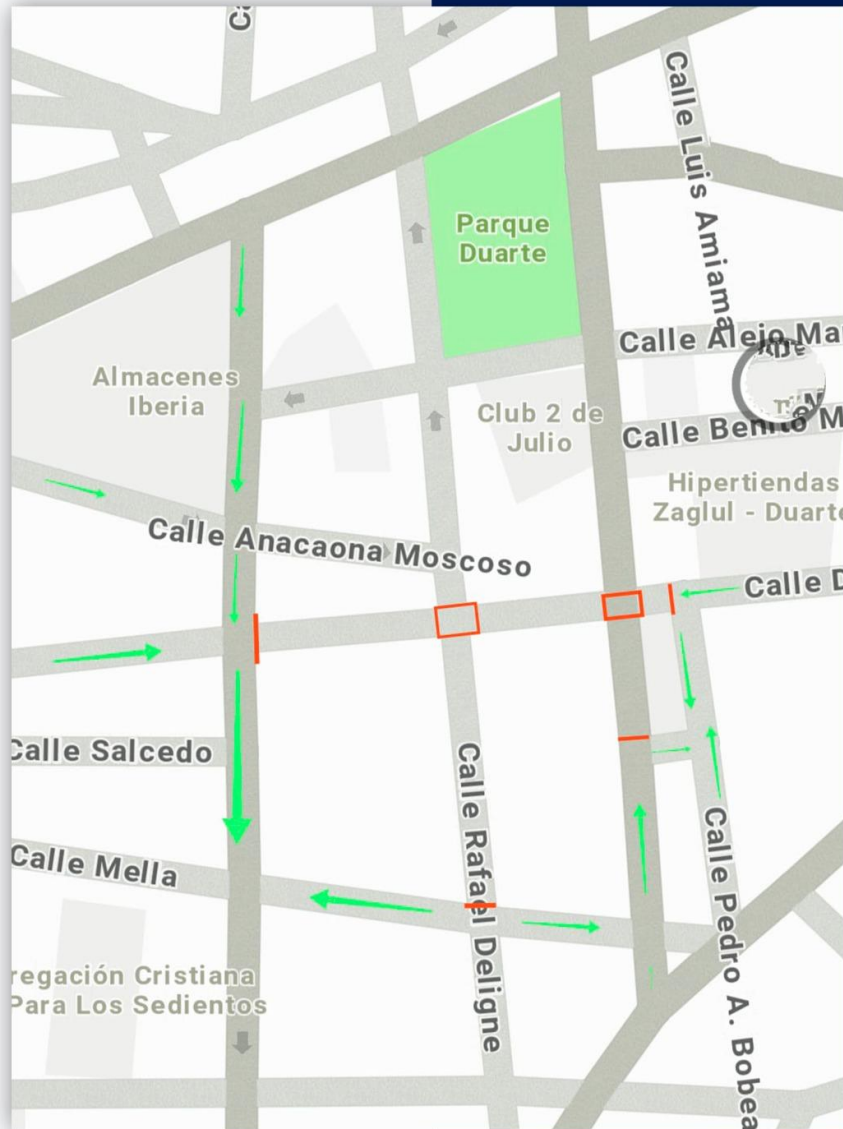 C
Calle Luis Amiama
Parque
Duarte
Calle Alejo Ma
Almacenes
Iberia
Club 2 de
Julio
Calle Benito M
Hipertiendas
Zaglul - Duarte
Calle Anacaona Moscoso
Calle D
Calle Salcedo
Calle Rafael Deligne
Calle Mella
Calle Pedro A. Bobea
regación Cristiana
Para Los Sedientos